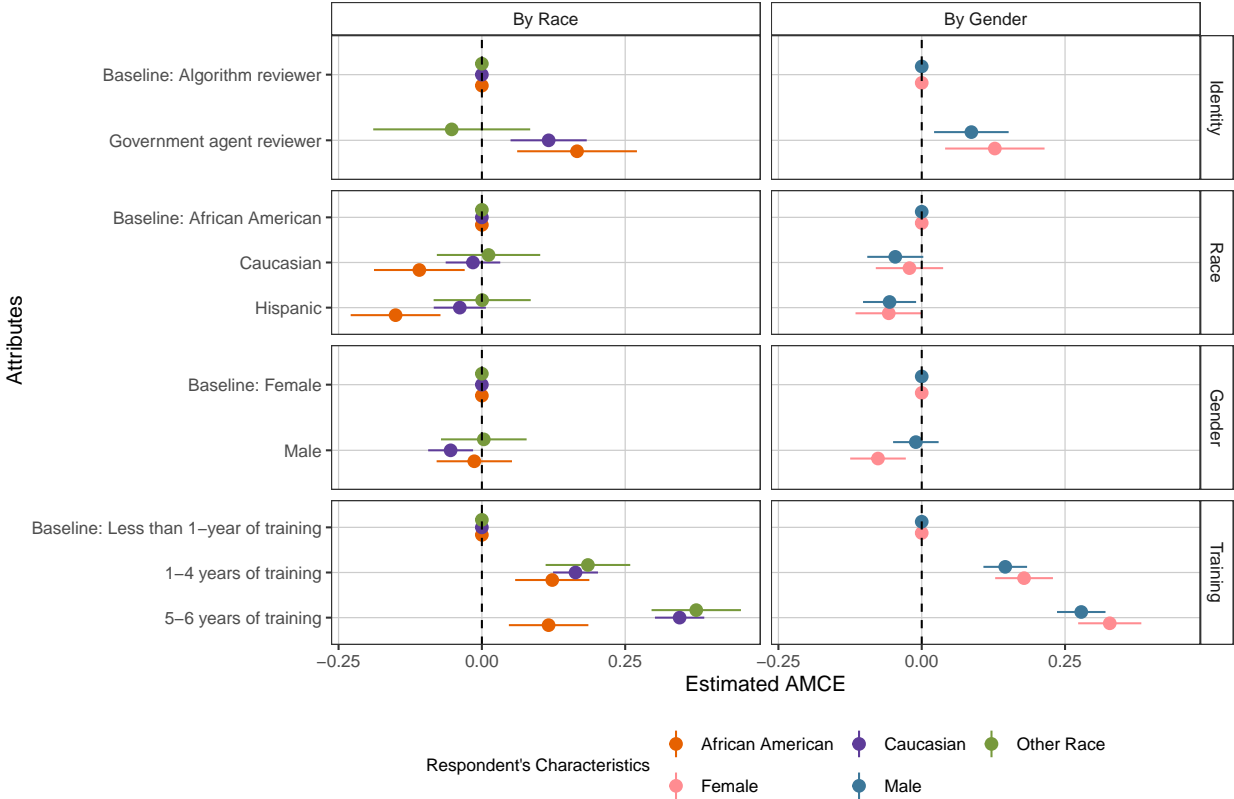 By Race
By Gender
Attributes
Identity
Baseline: Algorithm reviewer
Government agent reviewer
Race
Baseline: African American
Caucasian
Hispanic
Gender
Baseline: Female
Male
Training
Baseline: Less than 1−year of training
1−4 years of training
5−6 years of training
−0.25 0.00 0.25
−0.25 0.00 0.25
Estimated AMCE
Respondent's Characteristics
African American
Caucasian
Other Race
Female
Male